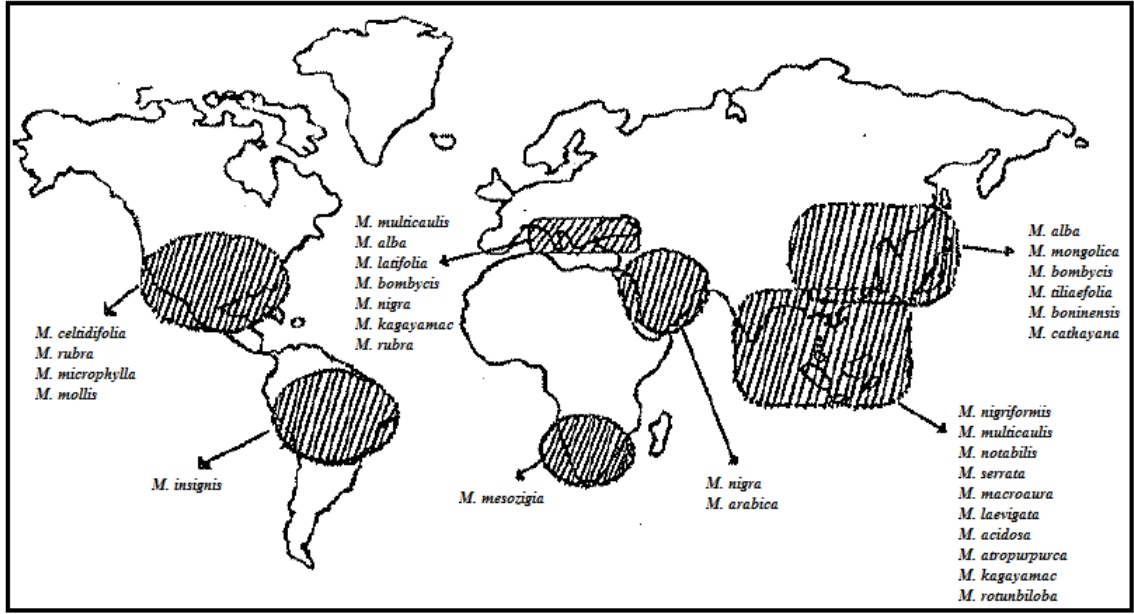 M. multicaulis
M. alba
M. latifolia
M. bombycis
M. nigra
M. kagayamac
M. rubra
M. alba
M. mongolica
M. bombycis
M. tiliaefolia
M. boninensis
M. cathayana
M. celtidifolia
M. rubra
M. microphylla
M. mollis
M. insignis
M. mesozigia
M. nigra
M. arabica
M. nigriformis
M. multicaulis
M. notabilis
M. serrata
M. macroaura
M. laevigata
M. acidosa
M. atropurpurca
M. kagayamac
M. rotunbiloba